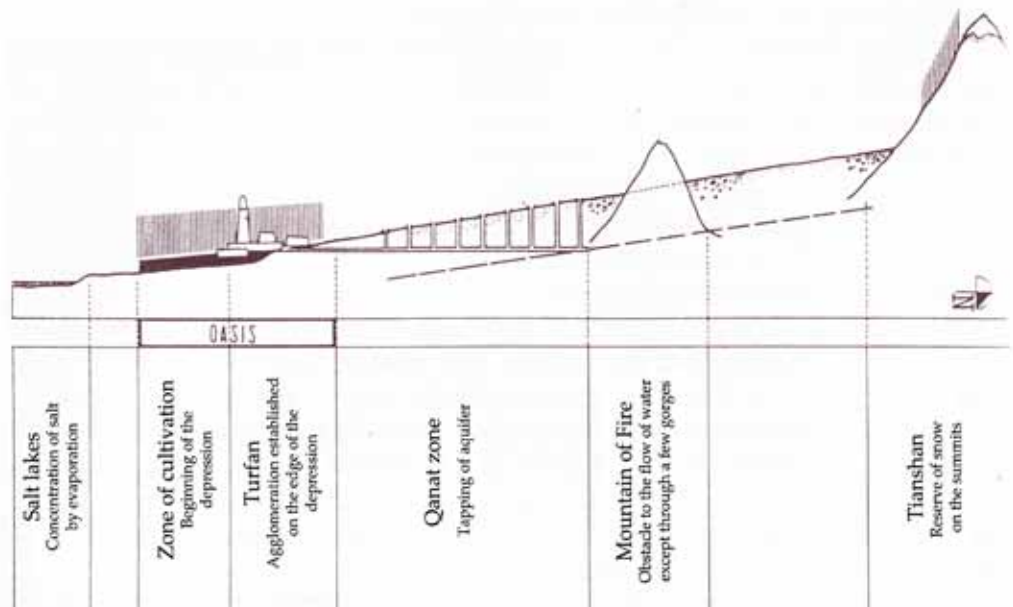 OASIS
N
Salt lakes
Concentration of salt
by evaporation
Zone of cultivation
Beginning of the
depression
Turfan
Agglomeration established
on the edge of the
depression
Qanat zone
Tapping of aquifer
Mountain of Fire
Obstacle to the flow of water
except through a few gorges
Tianshan
Reserve of snow
on the summits